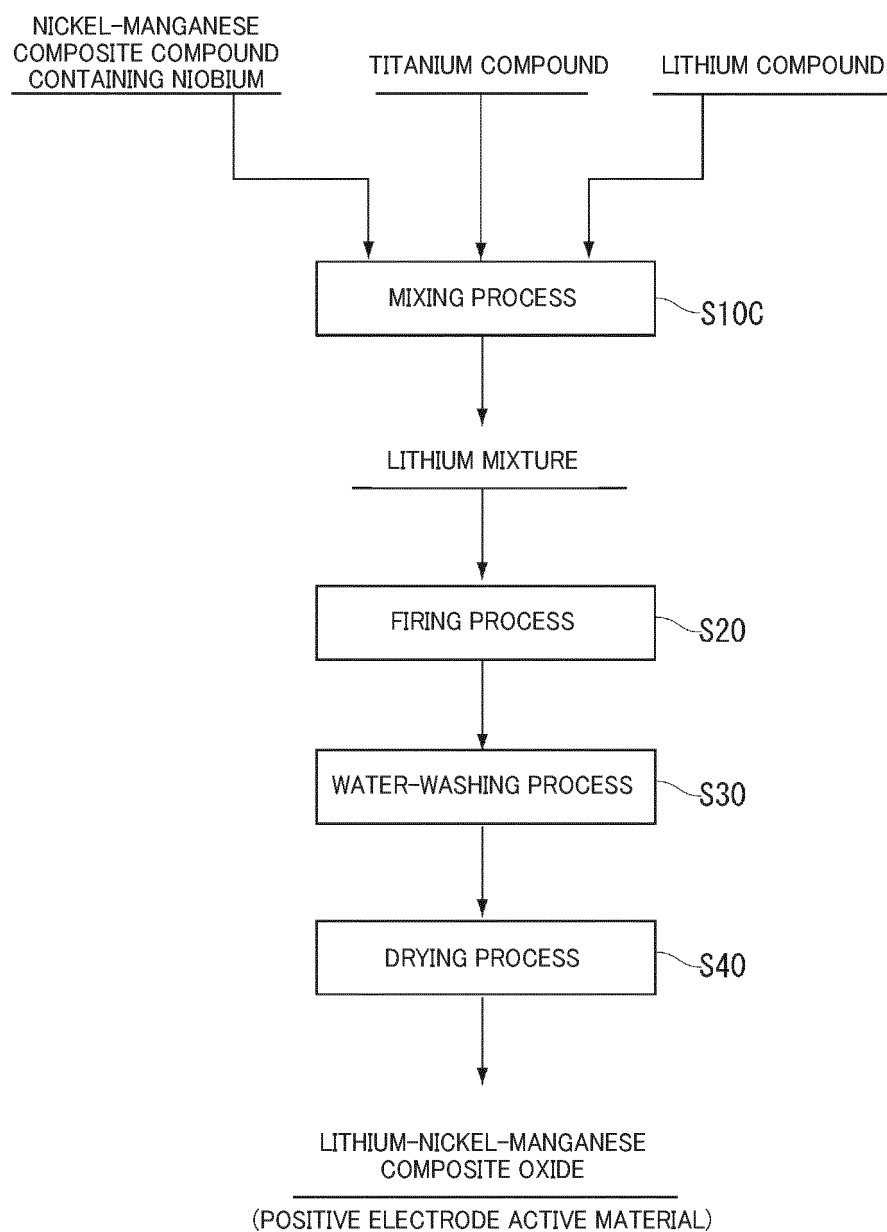 NICKEL-MANGANESE
COMPOSITE COMPOUND
CONTAINING NIOBIUM
TITANIUM COMPOUND
LITHIUM COMPOUND
MIXING PROCESS
S10C
LITHIUM MIXTURE
FIRING PROCESS
S20
WATER-WASHING PROCESS
S30
DRYING PROCESS
S40
LITHIUM-NICKEL-MANGANESE
COMPOSITE OXIDE
(POSITIVE ELECTRODE ACTIVE MATERIAL)